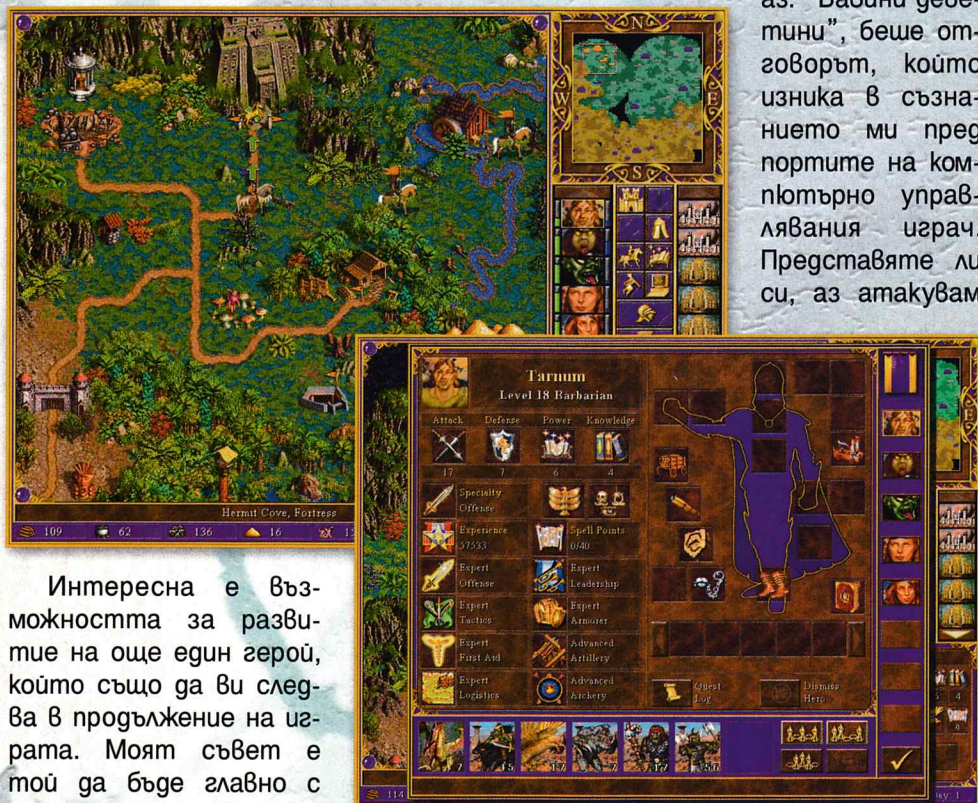 аз. "Бабини деве-
тини", беше от-
говорът, който
изникa в съзна-
нието ми пред
портите на ком-
пютърно управ-
лявания играч.
Представяте ли
си, аз атакувам
N
W
E
S
Hermit Cove, Fortress
109 62 136 16
Интересна е въз-
можността за разви-
тие на още един герой,
който също да ви след-
ва в продължение на иг-
рата. Моят съвет е
той да бъде главно с
Tarnum
Level 18 Barbarian
Attack Defense Power Knowledge
17 7 6 4
Specialty
Offense
Experience
57533
Spell Points
0/40
Expert
Offense
Expert
Leadership
Expert
Tactics
Expert
Armorer
Expert
First Aid
Advanced
Artillery
Expert
Logistics
Advanced
Archery
Quest
Log
Dismiss
Hero
114